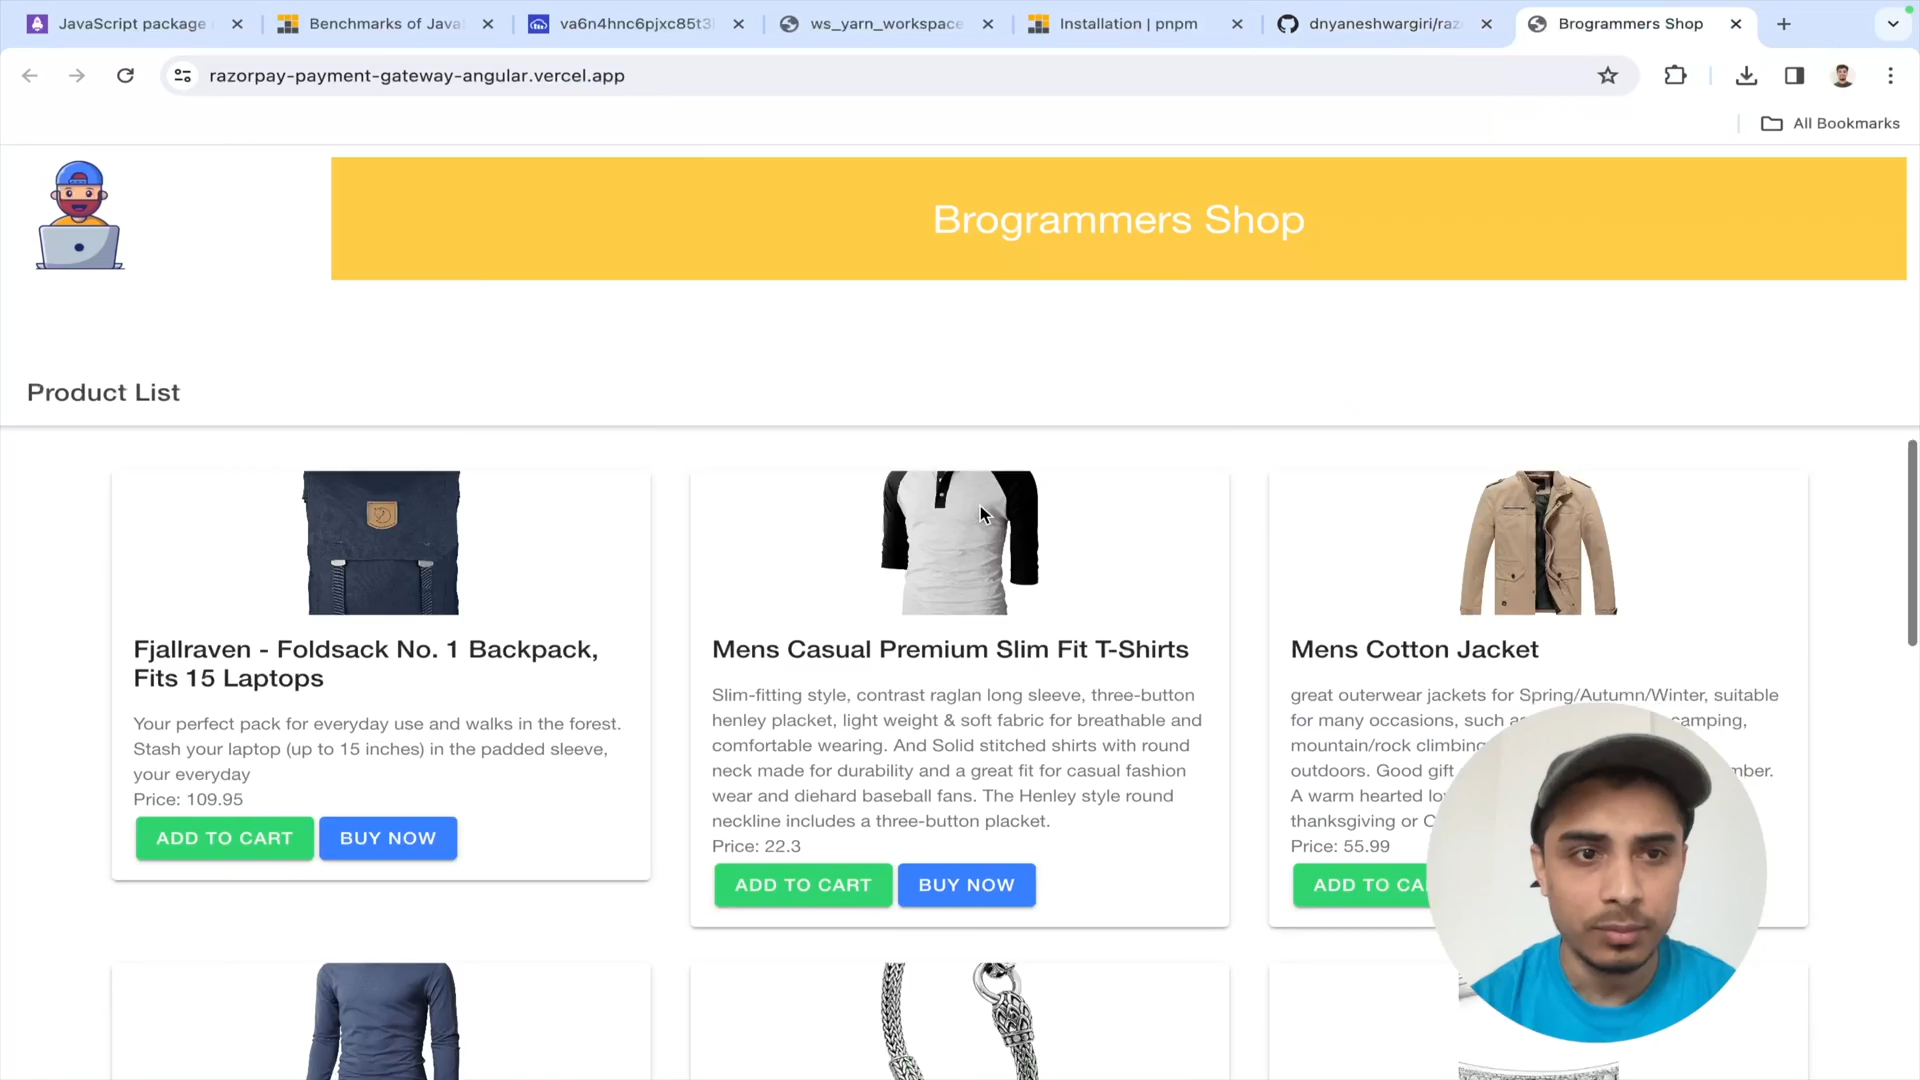 JavaScript package
Benchmarks of Java
va6n4hnc6pjxc85t3
ws_yarn_workspace
Installation | pnpm
dnyaneshwargiri/raz
Brogrammers Shop
razorpay-payment-gateway-angular.vercel.app
All Bookmarks
Brogrammers Shop
Product List
Fjallraven - Foldsack No. 1 Backpack,
Fits 15 Laptops
Your perfect pack for everyday use and walks in the forest.
Stash your laptop (up to 15 inches) in the padded sleeve,
your everyday
Price: 109.95
ADD TO CART
BUY NOW
Mens Casual Premium Slim Fit T-Shirts
Slim-fitting style, contrast raglan long sleeve, three-button
henley placket, light weight & soft fabric for breathable and
comfortable wearing. And Solid stitched shirts with round
neck made for durability and a great fit for casual fashion
wear and diehard baseball fans. The Henley style round
neckline includes a three-button placket.
Price: 22.3
ADD TO CART
BUY NOW
Mens Cotton Jacket
great outerwear jackets for Spring/Autumn/Winter, suitable
for many occasions, such camping,
mountain/rock climbing
outdoors. Good gift
A warm hearted
thanksgiving or
Price: 55.99
ADD TO